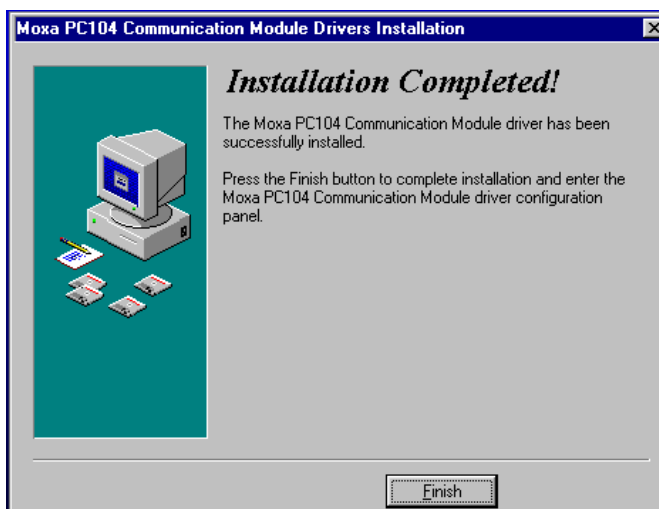 Moxa PC104 Communication Module Drivers Installation
Installation Completed!
The Moxa PC104 Communication Module driver has been
successfully installed.
Press the Finish button to complete installation and enter the
Moxa PC104 Communication Module driver configuration
panel.
Finish